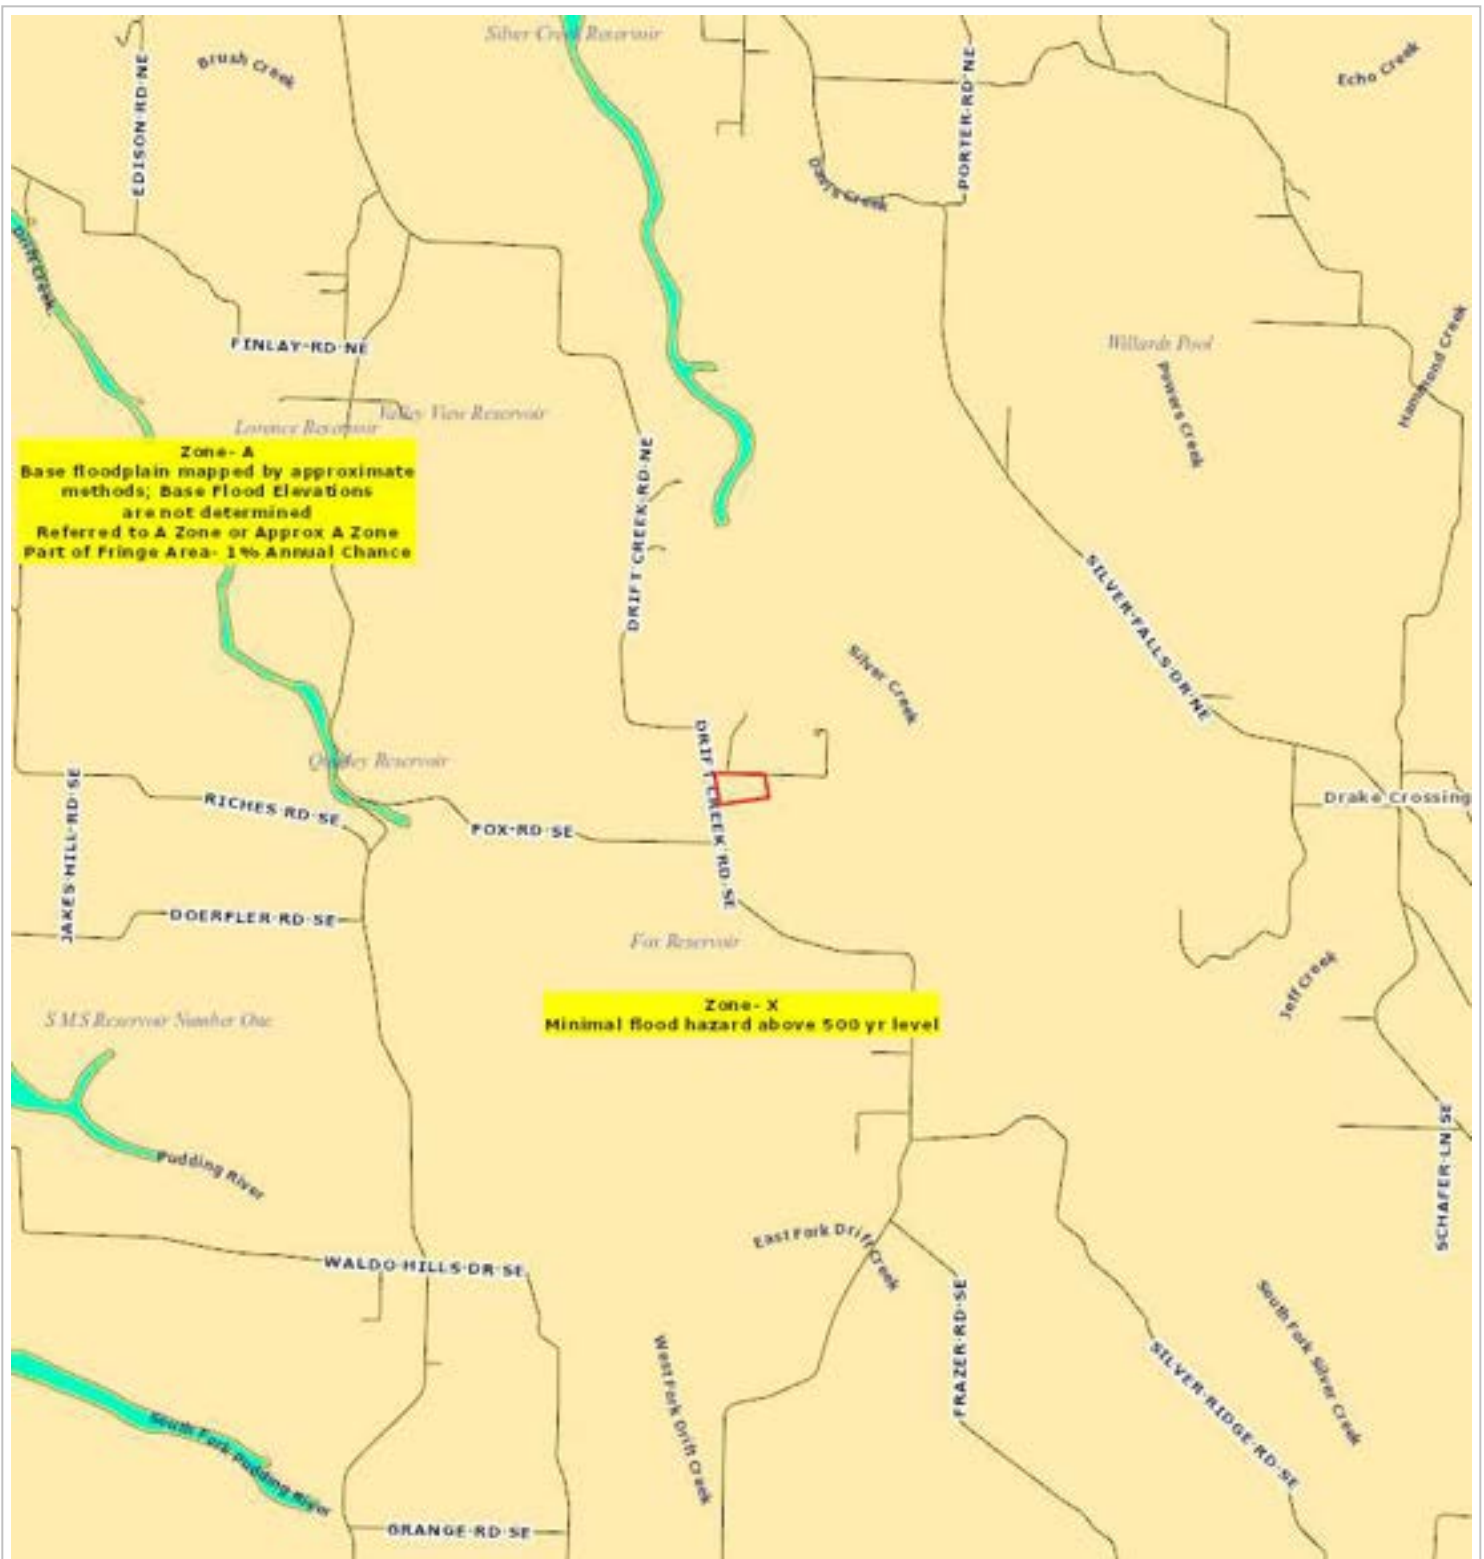 Silver Creek Reservoir
Brush Creek
EDISON RD NE
Echo Creek
PORTER RD NE
Davis Creek
Drift Creek
FINLAY RD NE
Willards Pool
Hammond Creek
Powers Creek
Valley View Reservoir
Lorence Reservoir
Zone- A
Base floodplain mapped by approximate
methods; Base Flood Elevations
are not determined
Referred to A Zone or Approx A Zone
Part of Fringe Area- 1% Annual Chance
DRIFT CREEK RD NE
SILVER FALLS DR NE
Silver Creek
DRIFT CREEK RD SE
Reservoir
JAKES HILL RD SE
RICHES RD SE
FOX RD SE
Drake Crossing
DOERFLER RD SE
Fox Reservoir
Jeff Creek
Zone- X
Minimal flood hazard above 500 yr level
S M S Reservoir Number One
Pudding River
SCHAFER LN SE
East Fork Drift Creek
WALDO HILLS DR SE
FRAZER RD SE
South Fork Silver Creek
West Fork Drift Creek
SILVER RIDGE RD SE
South Fork Pudding River
GRANGE RD SE